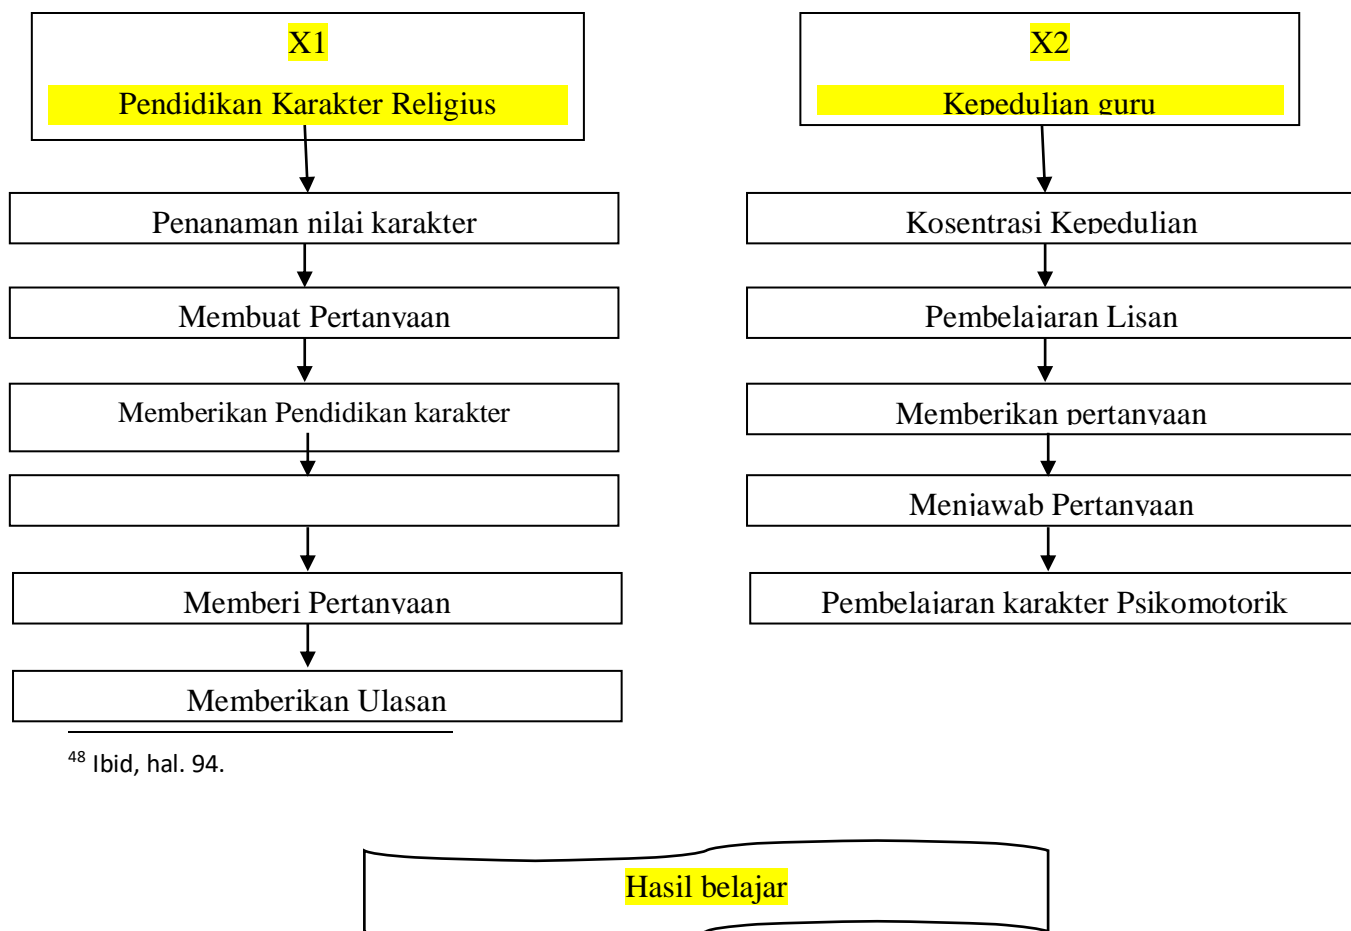 X1
Pendidikan Karakter Religius
Penanaman nilai karakter
Membuat Pertanyaan
Memberikan Pendidikan karakter
Memberi Pertanyaan
Memberikan Ulasan
X2
Kepedulian guru
Kosentrasi Kepedulian
Pembelajaran Lisan
Memberikan pertanyaan
Menjawab Pertanyaan
Pembelajaran karakter Psikomotorik
48 Ibid, hal. 94.
Hasil belajar